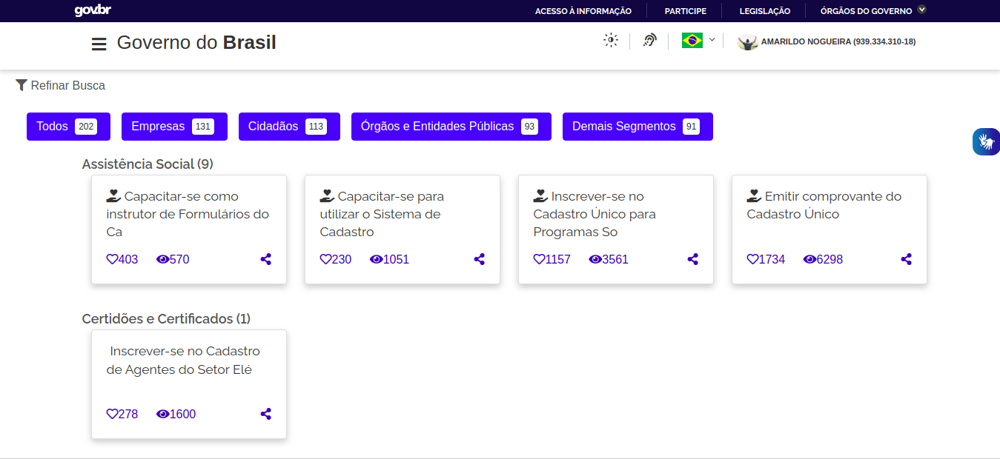 gov.br
ACESSO À INFORMAÇÃO PARTICIPE LEGISLAÇÃO ÓRGÃOS DO GOVERNO
Governo do Brasil
AMARILDO NOGUEIRA (939.334.310-18)
Refinar Busca
Todos 202 Empresas 131 Cidadãos 113 Órgãos e Entidades Públicas 93 Demais Segmentos 91
Assistência Social (9)
Capacitar-se como
instrutor de Formulários do
Ca
403 570
Capacitar-se para
utilizar o Sistema de
Cadastro
230 1051
Inscrever-se no
Cadastro Único para
Programas So
1157 3561
Emitir comprovante do
Cadastro Único
1734 6298
Certidões e Certificados (1)
Inscrever-se no Cadastro
de Agentes do Setor Elé
278 1600